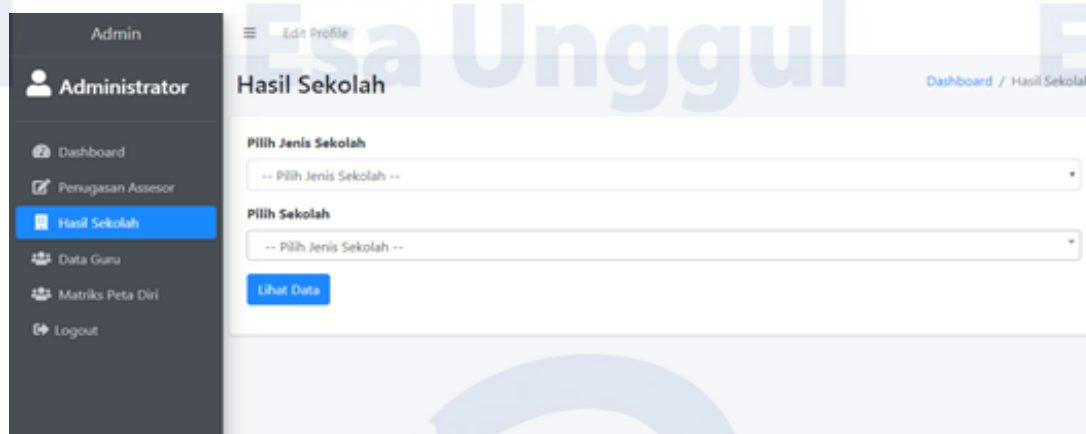 Esa Unggul
Admin
Edit Profile
Administrator
Hasil Sekolah
Dashboard / Hasil Sekolah
Dashboard
Penugasan Assesor
Hasil Sekolah
Data Guru
Matriks Peta Diri
Logout
Pilih Jenis Sekolah
-- Pilih Jenis Sekolah --
Pilih Sekolah
-- Pilih Jenis Sekolah --
Lihat Data